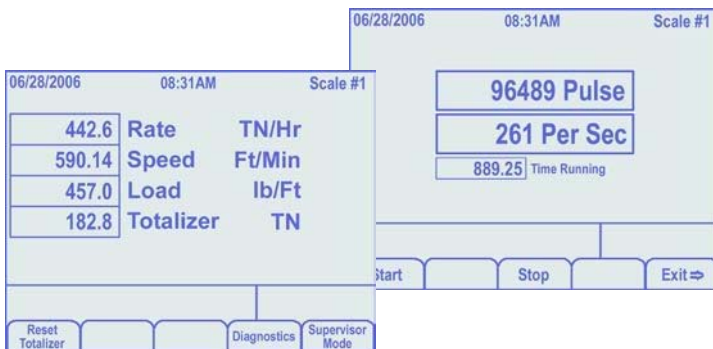 06/28/2006 08:31AM Scale #1
96489 Pulse
261 Per Sec
889.25 Time Running
Start Stop Exit ⇨
06/28/2006 08:31AM Scale #1
442.6 Rate TN/Hr
590.14 Speed Ft/Min
457.0 Load lb/Ft
182.8 Totalizer TN
Reset Totalizer Diagnostics Supervisor Mode